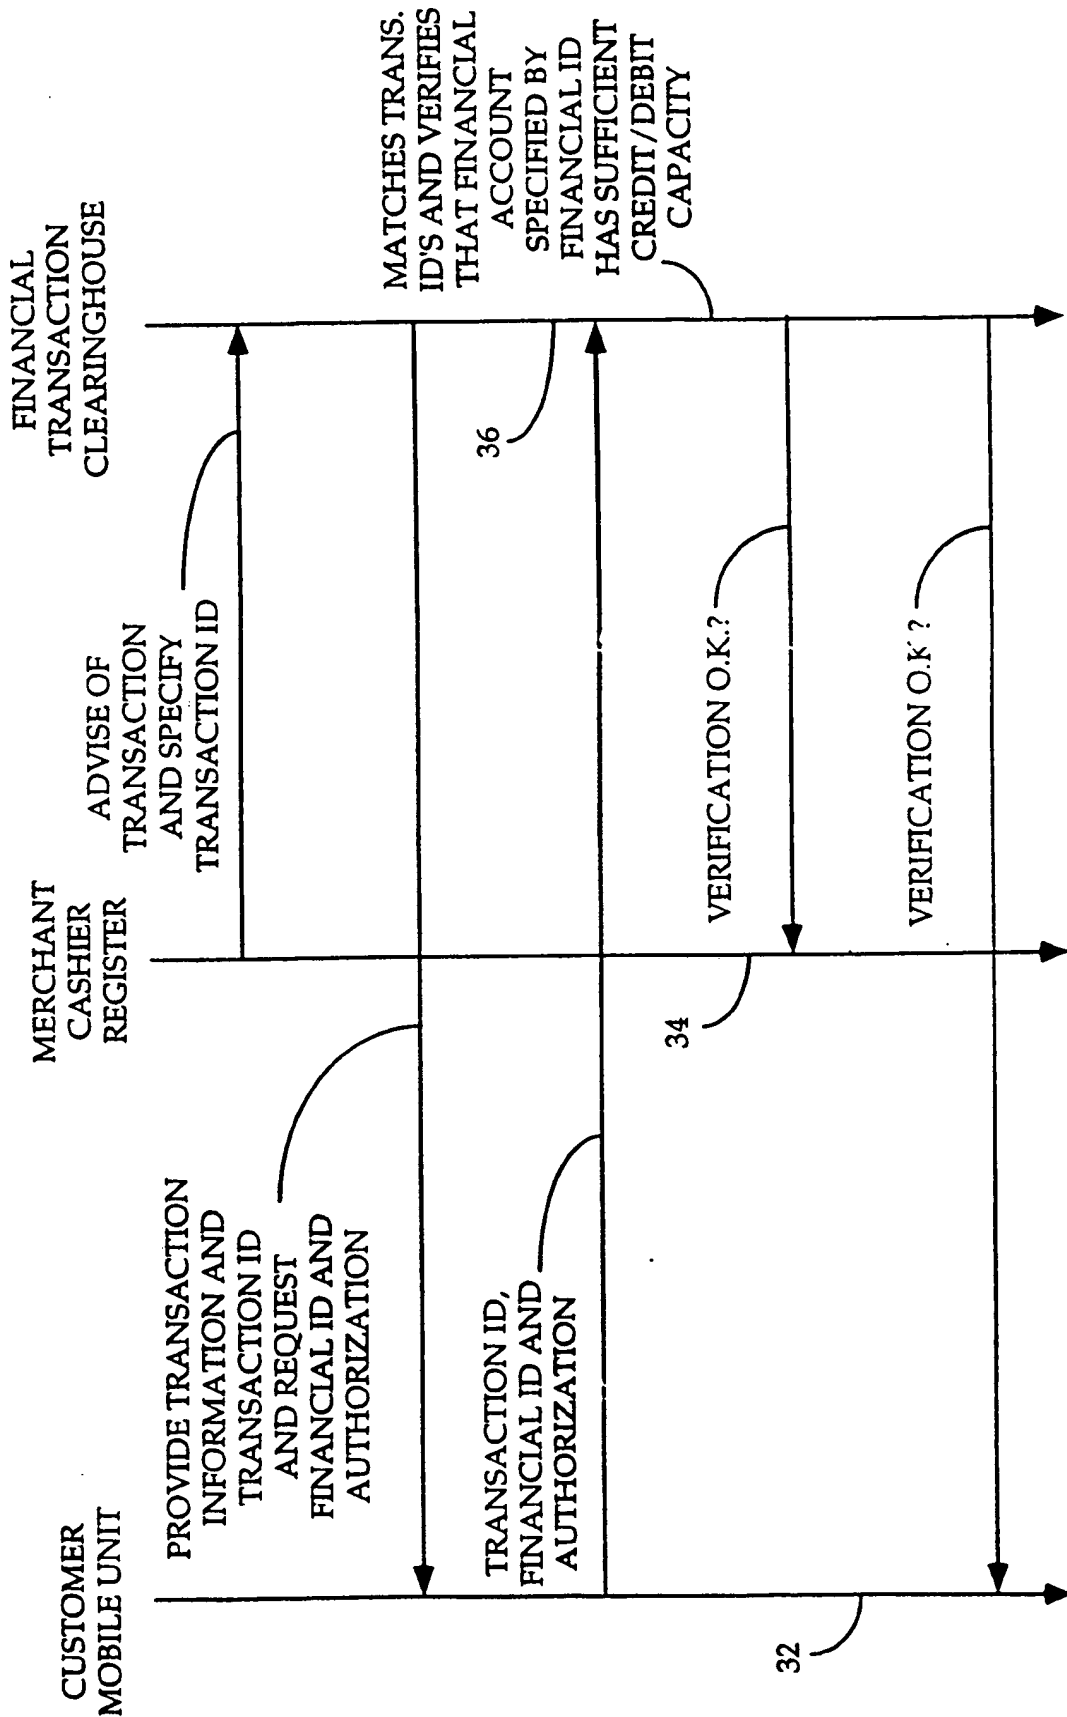 CUSTOMER
MOBILE UNIT
MERCHANT
CASHIER
REGISTER
FINANCIAL
TRANSACTION
CLEARINGHOUSE
ADVISE OF
TRANSACTION
AND SPECIFY
TRANSACTION ID
PROVIDE TRANSACTION
INFORMATION AND
TRANSACTION ID
AND REQUEST
FINANCIAL ID AND
AUTHORIZATION
TRANSACTION ID,
FINANCIAL ID AND
AUTHORIZATION
36
MATCHES TRANS.
ID'S AND VERIFIES
THAT FINANCIAL
ACCOUNT
SPECIFIED BY
FINANCIAL ID
HAS SUFFICIENT
CREDIT/DEBIT
CAPACITY
34
VERIFICATION O.K.?
32
VERIFICATION O.K ?